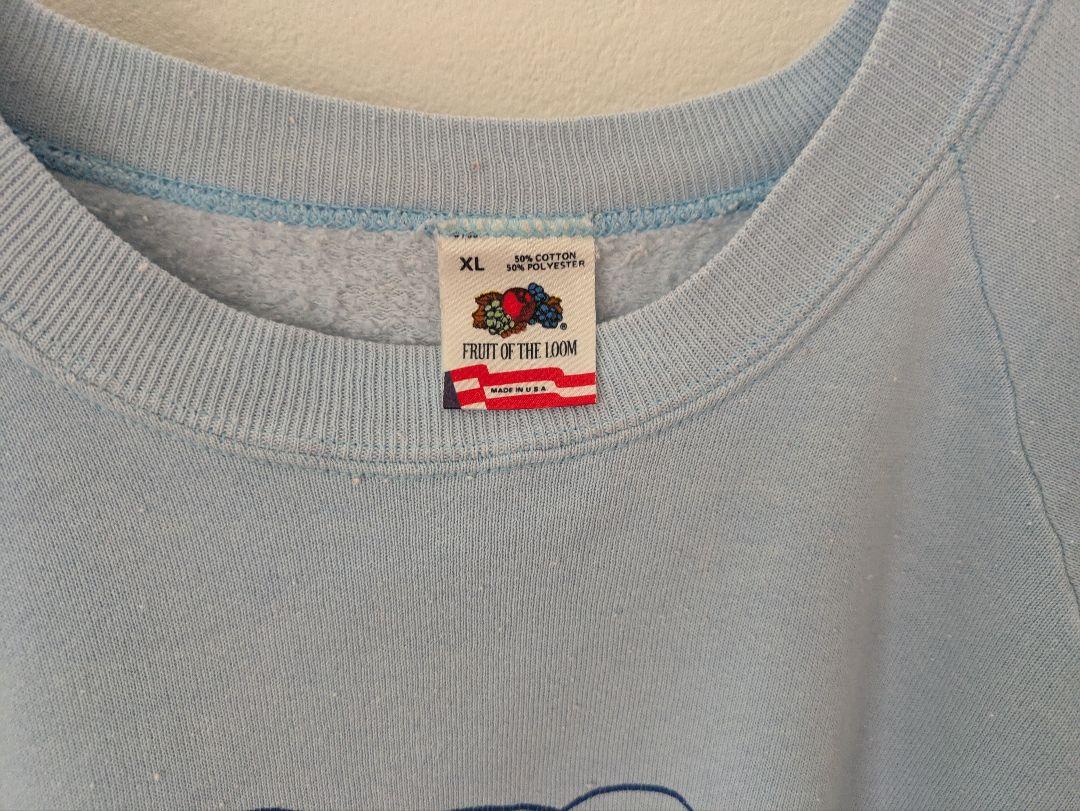 XL
50% COTTON
50% POLYESTER
®
FRUIT OF THE LOOM
MADE IN U S A